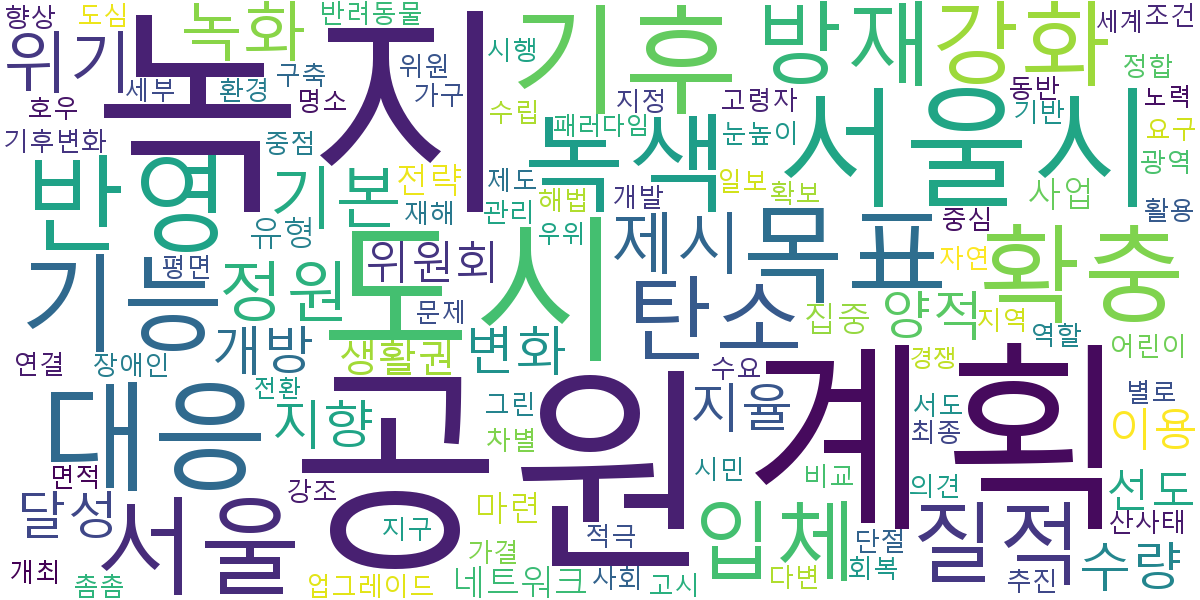 향상
도심
반려동물
녹화
위기
녹지
기후
방재
강화
세계
조건
시행
위원
구축
세부
환경
명소
가구
호우
수립
지정
고령자
동반
정합
노력
기반
서울시
기후변화
중점
패러다임
눈높이
녹색
요구
광역
반영
기본
전략
제도
해법
개발
일보
확보
사업
활용
재해
관리
유형
우위
제시
목표
중심
확충
위원회
자연
평면
기능
정원
도시
탄소
문제
집중
양적
지역
역할
개방
생활권
변화
어린이
연결
장애인
수요
경쟁
전환
공원
계획
대응
지향
그린
지율
서도
별로
최종
이용
차별
시민
비교
면적
강조
의견
선도
달성
서울
마련
지구
적극
입체
단절
질적
산사태
수량
가결
회복
개최
촘촘
업그레이드
네트워크
사회
고시
다변
추진